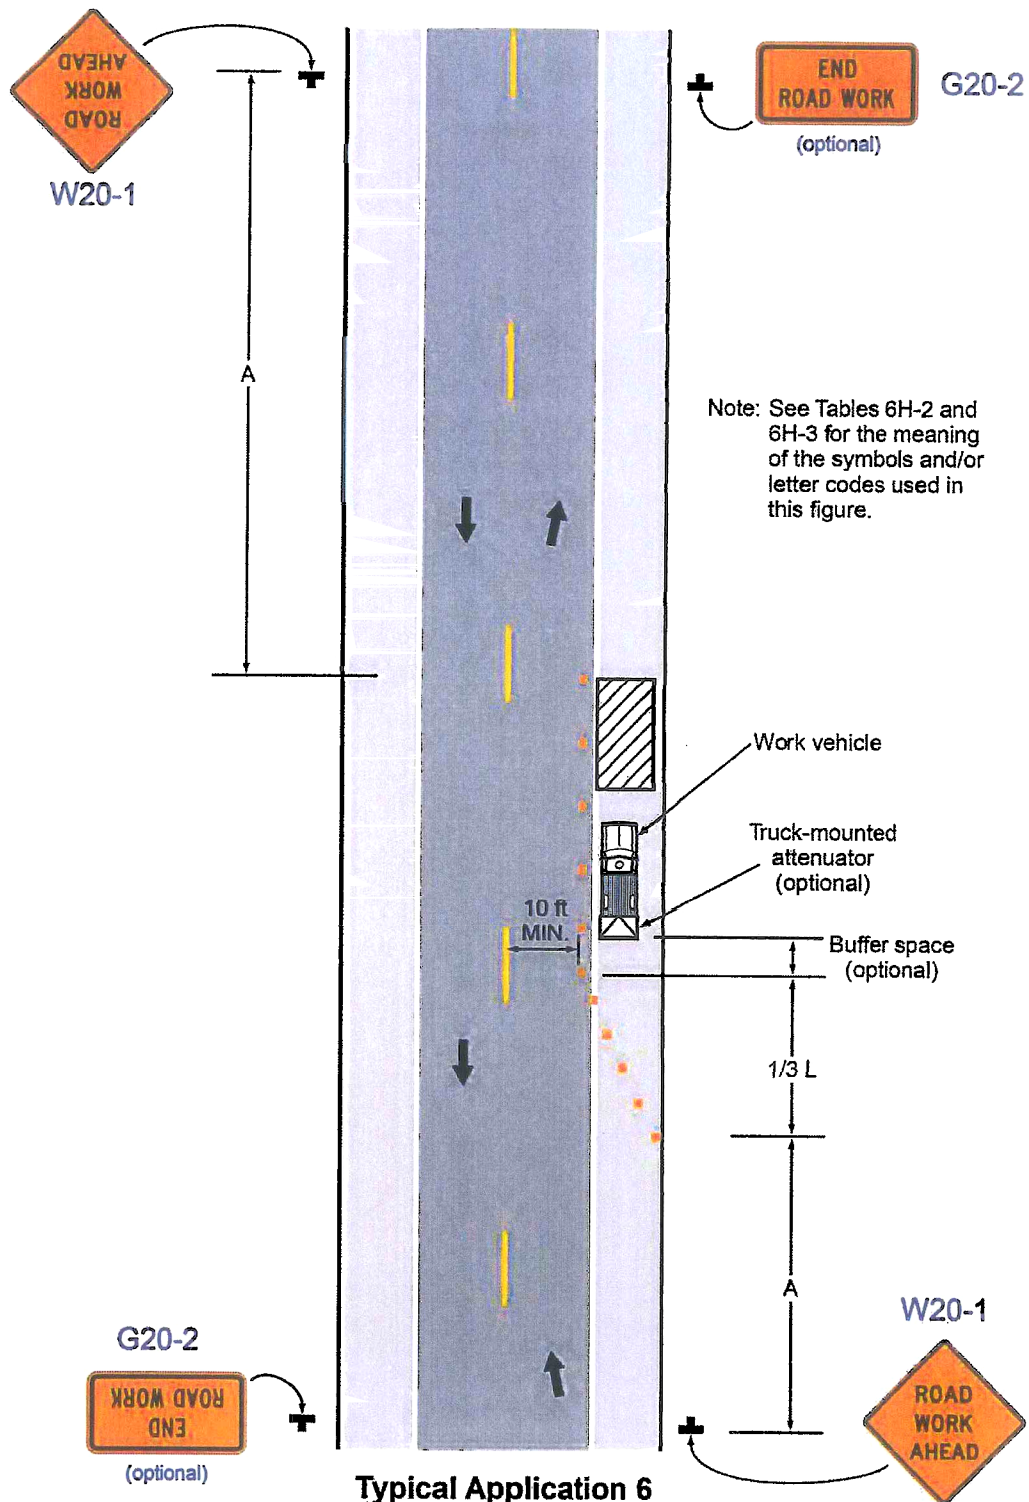 ROAD
WORK
AHEAD
W20-1
END
ROAD WORK
(optional)
G20-2
A
Note: See Tables 6H-2 and
6H-3 for the meaning
of the symbols and/or
letter codes used in
this figure.
Work vehicle
Truck-mounted
attenuator
(optional)
10 ft
MIN.
Buffer space
(optional)
1/3 L
A
G20-2
END
ROAD WORK
(optional)
W20-1
ROAD
WORK
AHEAD
Typical Application 6